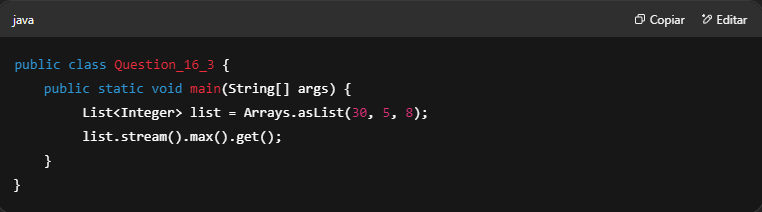 java Copiar Editar
public class Question_16_3 {
    public static void main(String[] args) {
         List<Integer> list = Arrays.asList(30, 5, 8);
         list.stream().max().get();
    }
}